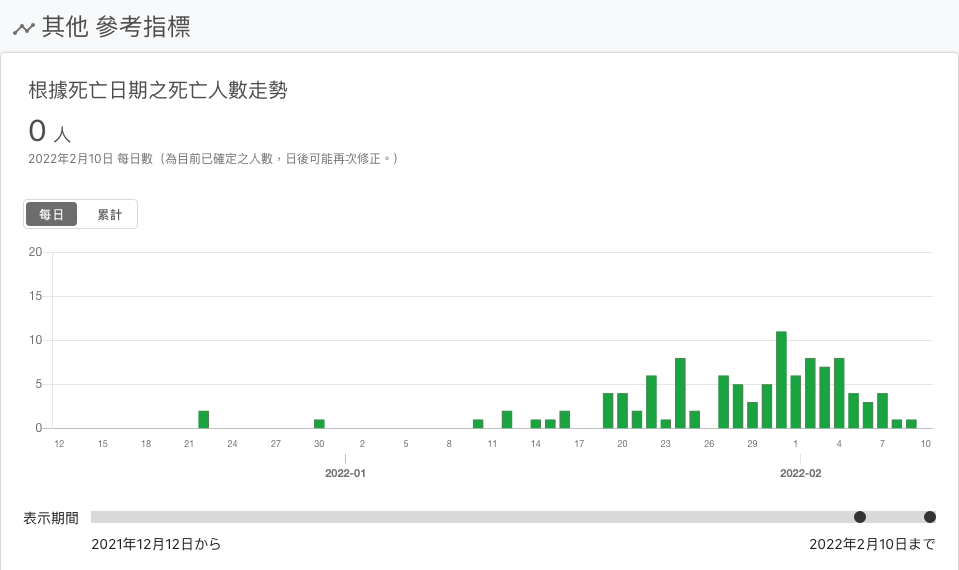 其他 參考指標
根據死亡日期之死亡人數走勢
0 人
2022年2月10日 每日數（為目前已確定之人數，日後可能再次修正。）
每日 累計
20
15
10
5
0
12 15 18 21 24 27 30 2 5 8 11 14 17 20 23 26 29 1 4 7 10
2022-01 2022-02
表示期間
2021年12月12日から 2022年2月10日まで